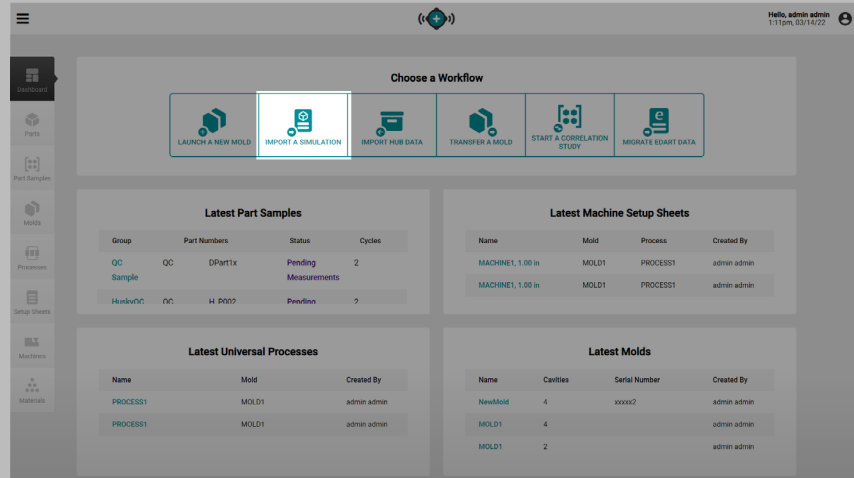 Hello, admin admin
1:11pm, 03/14/22
Dashboard
Parts
Part Samples
Molds
Processes
Setup Sheets
Machines
Materials
Choose a Workflow
LAUNCH A NEW MOLD
IMPORT A SIMULATION
IMPORT HUB DATA
TRANSFER A MOLD
START A CORRELATION
STUDY
MIGRATE EDART DATA
Latest Part Samples
Group Part Numbers Status Cycles
QC QC DPart1x Pending 2
Sample Measurements
HuskyQC QC H_P002 Pending 2
Latest Machine Setup Sheets
Name Mold Process Created By
MACHINE1, 1.00 in MOLD1 PROCESS1 admin admin
MACHINE1, 1.00 in MOLD1 PROCESS1 admin admin
Latest Universal Processes
Name Mold Created By
PROCESS1 MOLD1 admin admin
PROCESS1 MOLD1 admin admin
Latest Molds
Name Cavities Serial Number Created By
NewMold 4 xxxxx2 admin admin
MOLD1 4 admin admin
MOLD1 2 admin admin